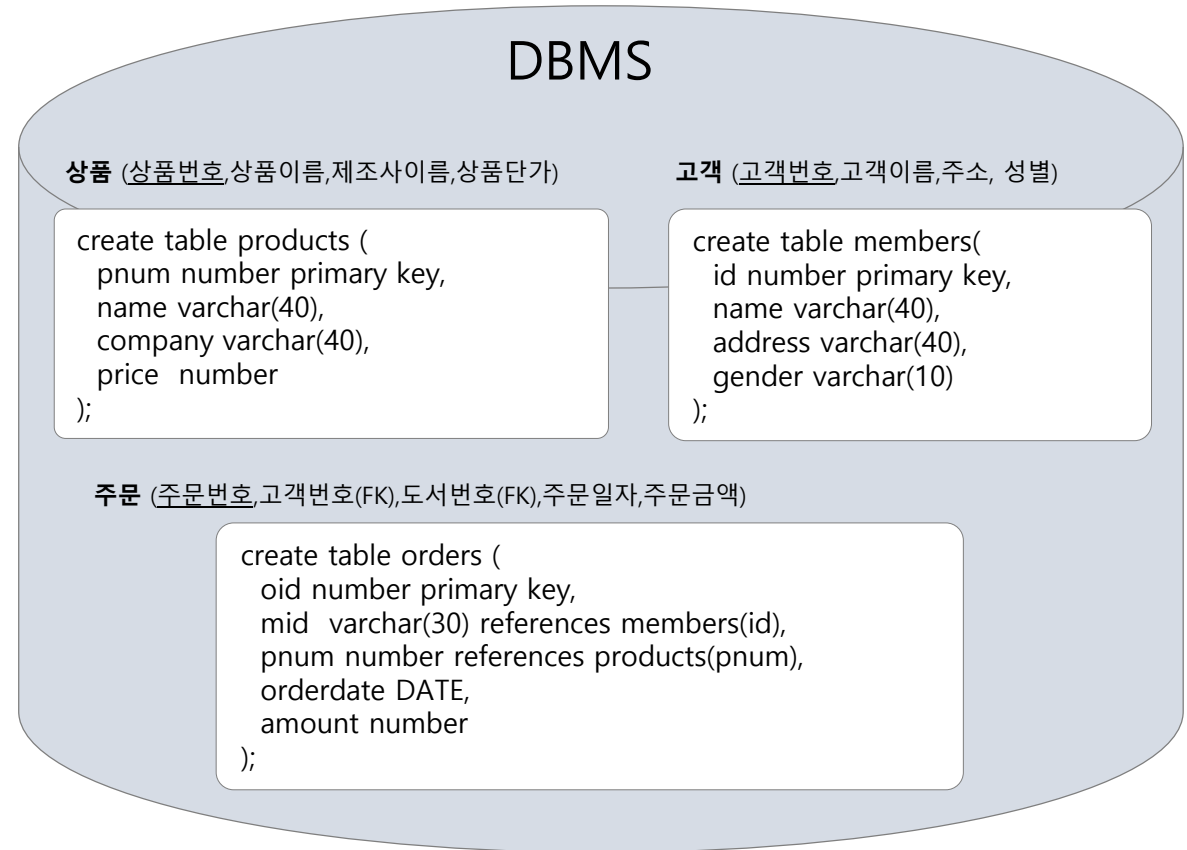 DBMS
상품 (상품번호,상품이름,제조사이름,상품단가)
create table products (
pnum number primary key,
name varchar(40),
company varchar(40),
price number
);
고객 (고객번호,고객이름,주소, 성별)
create table members(
id number primary key,
name varchar(40),
address varchar(40),
gender varchar(10)
);
주문 (주문번호,고객번호(FK),도서번호(FK),주문일자,주문금액)
create table orders (
oid number primary key,
mid varchar(30) references members(id),
pnum number references products(pnum),
orderdate DATE,
amount number
);